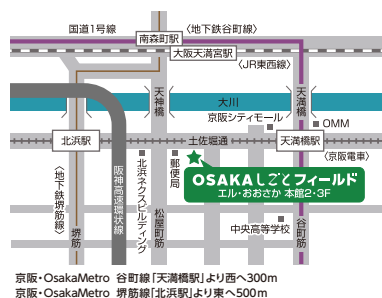 国道1号線
〈地下鉄谷町線〉
南森町駅
大阪天満宮駅
〈JR東西線〉
天神橋
大川
天満橋
京阪シティモール
OMM
北浜駅
土佐堀通
天満橋駅
〈京阪電車〉
〈地下鉄堺筋線〉
堺筋
阪神高速環状線
北浜ネクスビルディング
松屋町筋
郵便局
OSAKAしごとフィールド
エル・おおさか 本館2・3F
中央高等学校
谷町筋
京阪・OsakaMetro 谷町線「天満橋駅」より西へ300m
京阪・OsakaMetro 堺筋線「北浜駅」より東へ500m